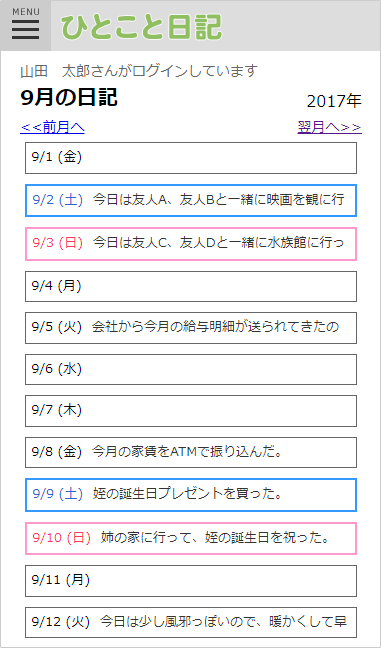 MENU
ひとこと日記
山田　太郎さんがログインしています
9月の日記
2017年
<<前月へ
翌月へ>>
9/1 (金)
9/2 (土) 今日は友人A、友人Bと一緒に映画を観に行
9/3 (日) 今日は友人C、友人Dと一緒に水族館に行っ
9/4 (月)
9/5 (火) 会社から今月の給与明細が送られてきたの
9/6 (水)
9/7 (木)
9/8 (金) 今月の家賃をATMで振り込んだ。
9/9 (土) 姪の誕生日プレゼントを買った。
9/10 (日) 姉の家に行って、姪の誕生日を祝った。
9/11 (月)
9/12 (火) 今日は少し風邪っぽいので、暖かくして早